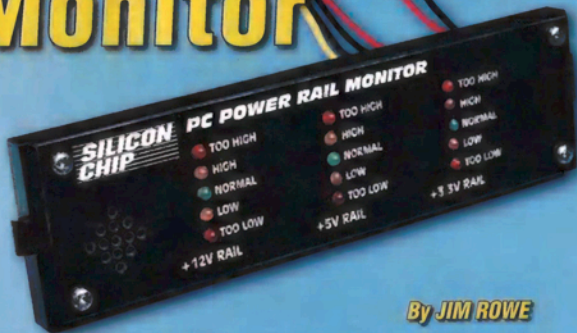 Monitor
SILICON
CHIP
PC POWER RAIL MONITOR
TOO HIGH
HIGH
NORMAL
LOW
TOO LOW
+12V RAIL
TOO HIGH
HIGH
NORMAL
LOW
TOO LOW
+5V RAIL
TOO HIGH
HIGH
NORMAL
LOW
TOO LOW
+3.3V RAIL
By JIM ROWE